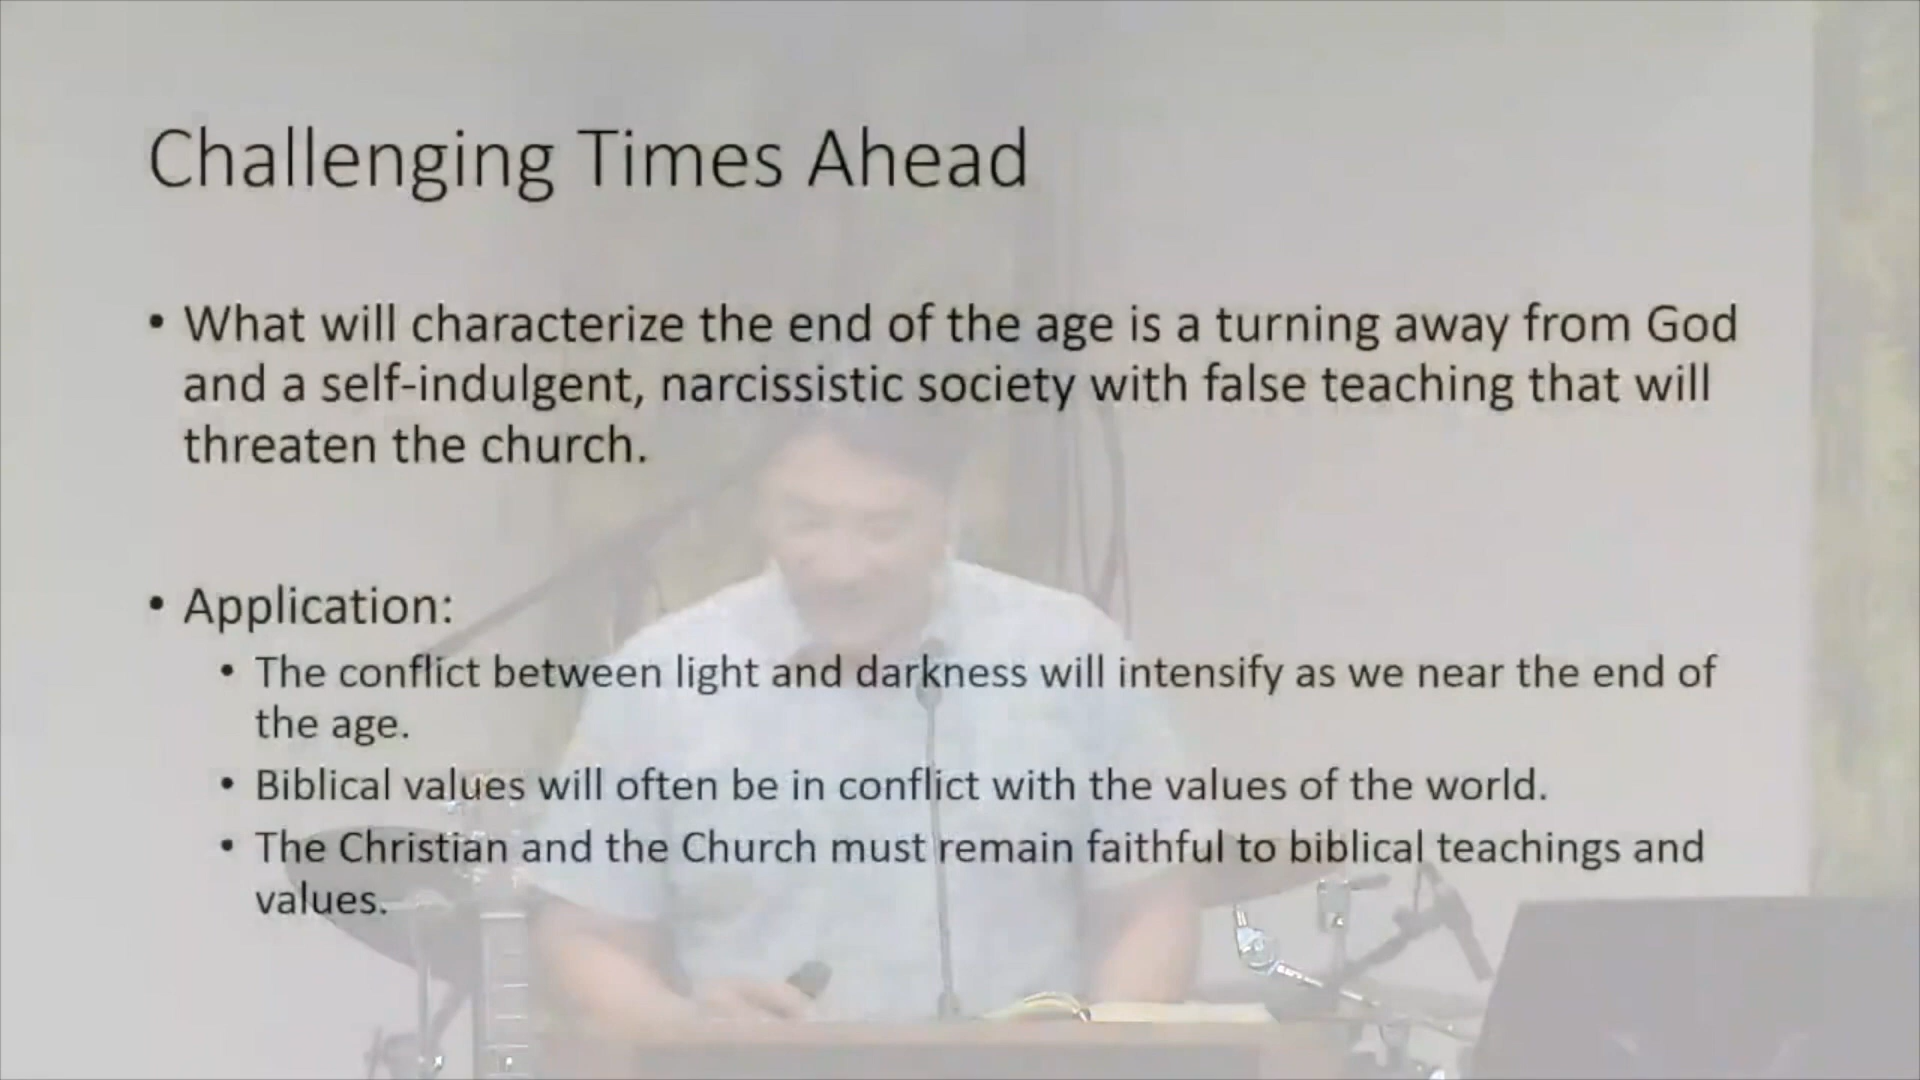 Challenging Times Ahead
• What will characterize the end of the age is a turning away from God
and a self-indulgent, narcissistic society with false teaching that will
threaten the church.
• Application:
• The conflict between light and darkness will intensify as we near the end of
the age.
• Biblical values will often be in conflict with the values of the world.
• The Christian and the Church must remain faithful to biblical teachings and
values.